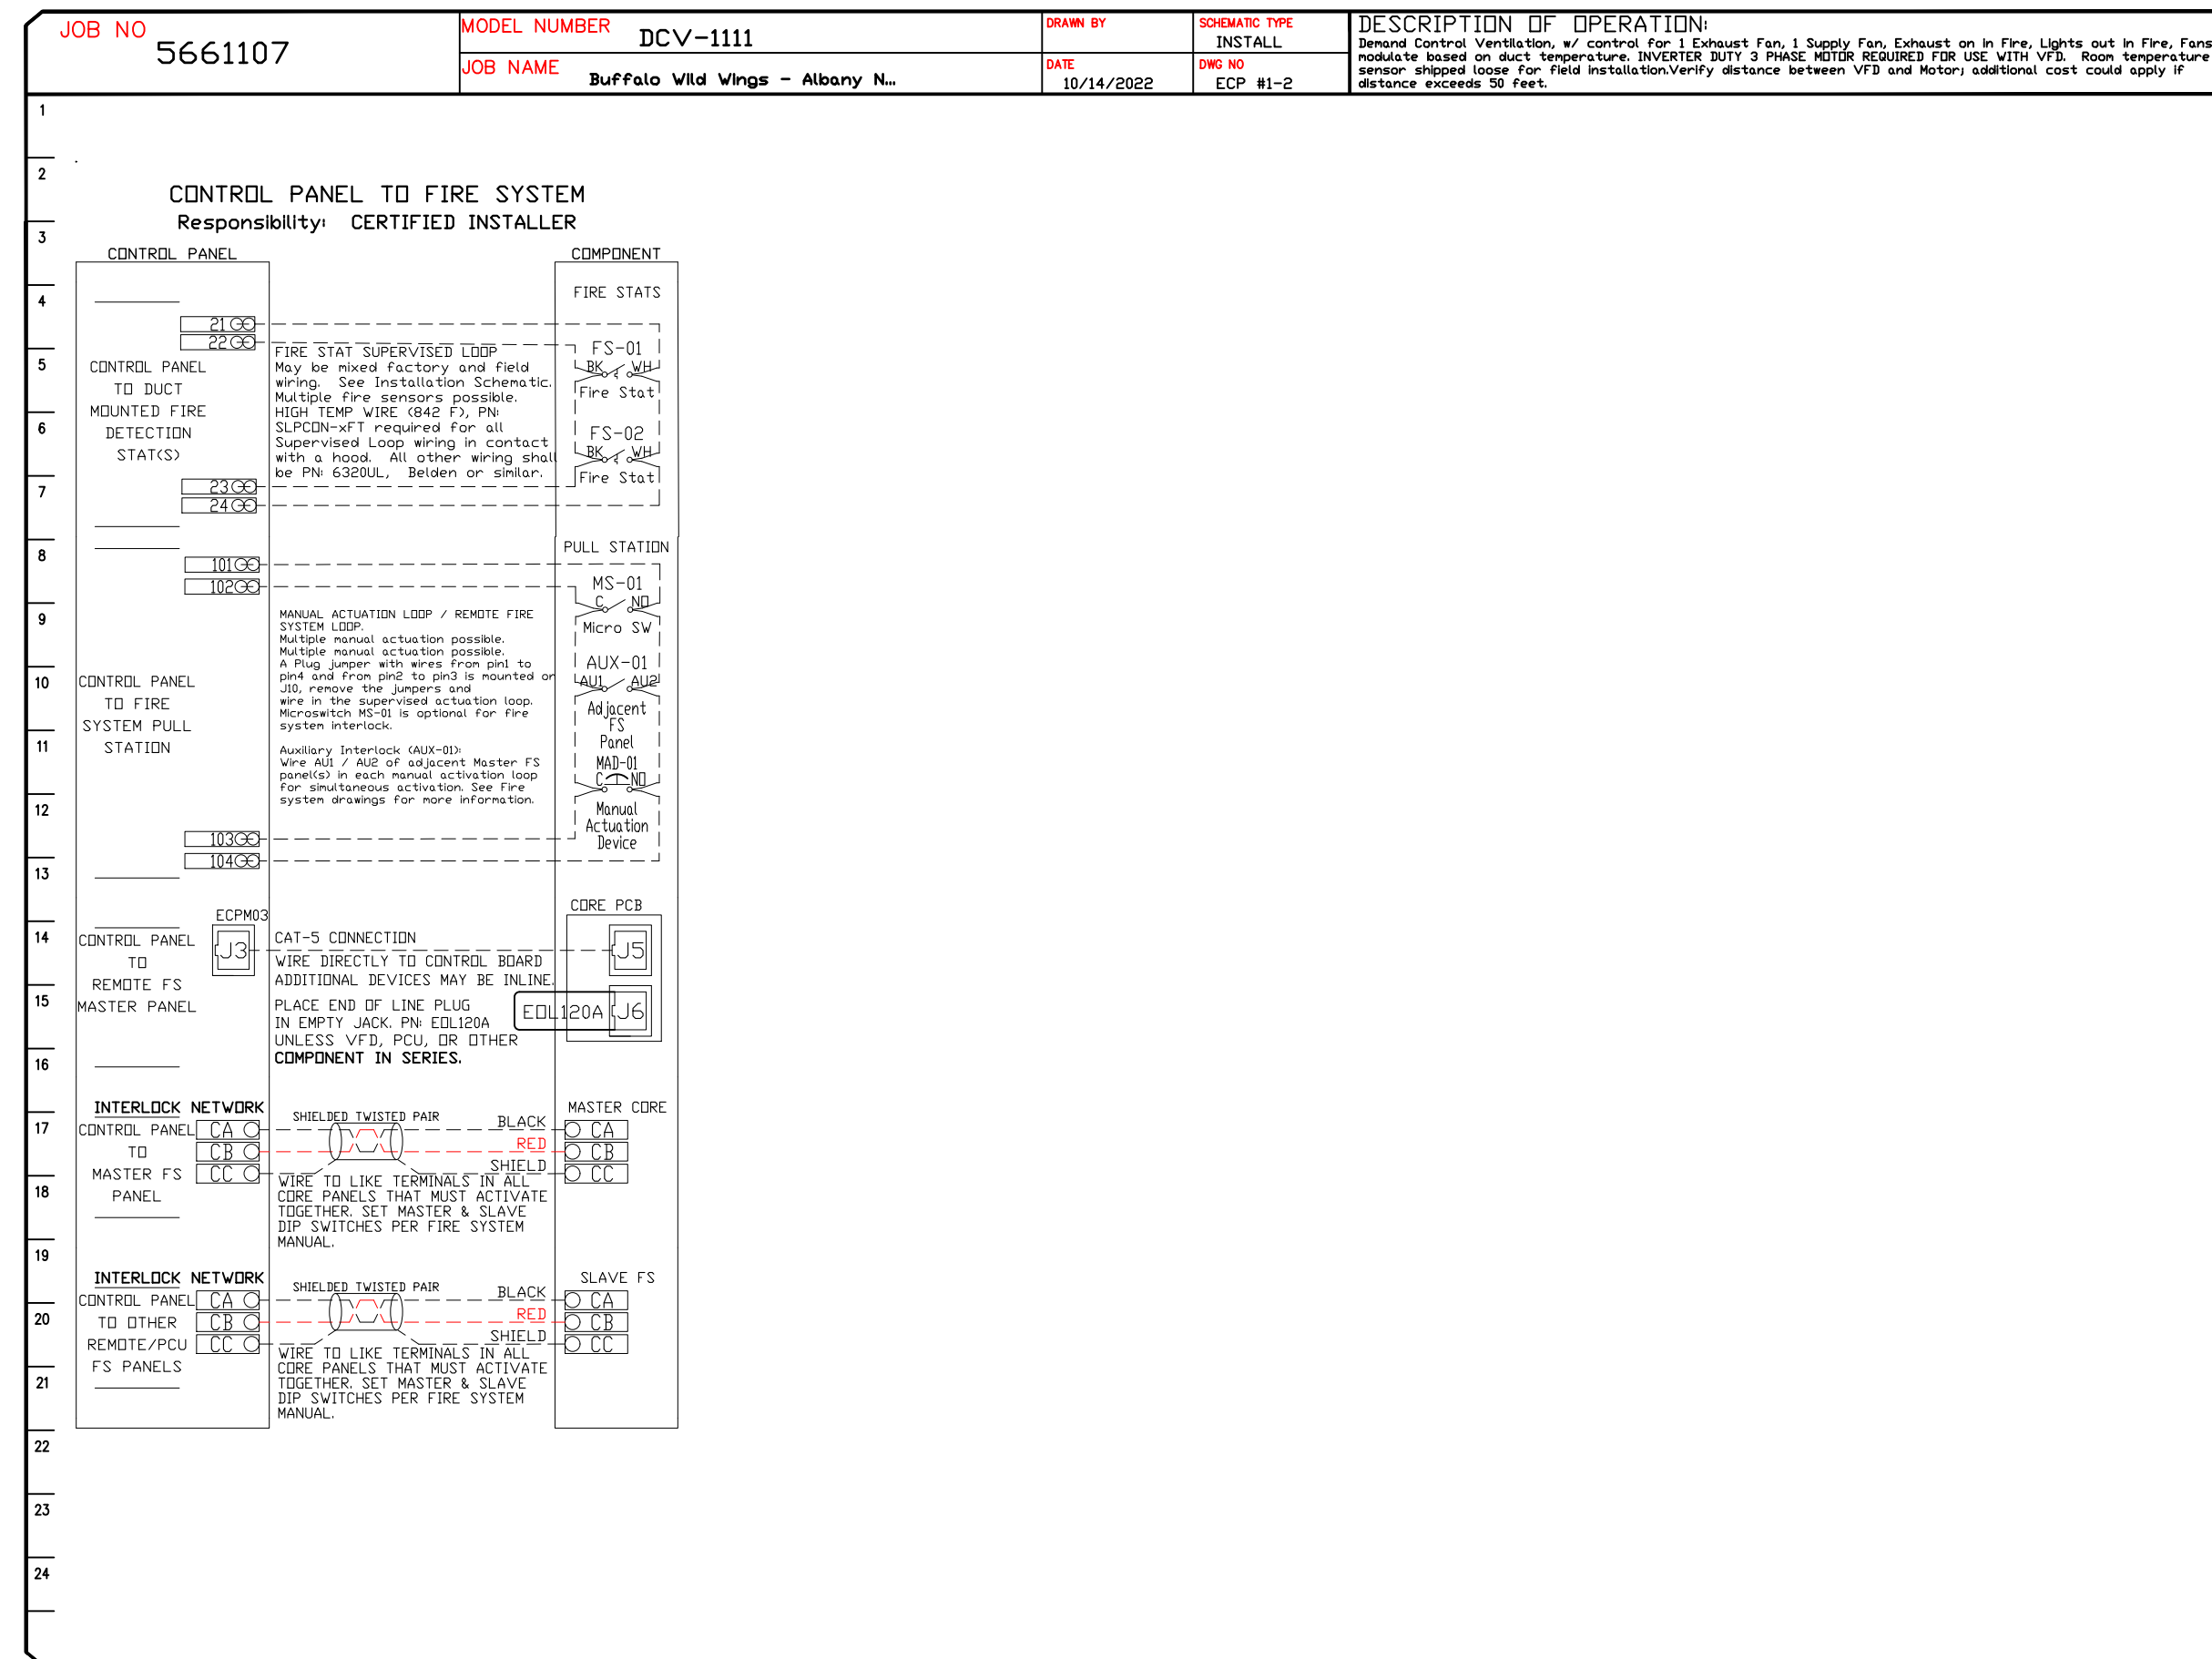 JOB NO
5661107
MODEL NUMBER
DCV-1111
JOB NAME
Buffalo Wild Wings - Albany N...
DRAWN BY
DATE
10/14/2022
SCHEMATIC TYPE
INSTALL
DWG NO
ECP #1-2
DESCRIPTION OF OPERATION:
Demand Control Ventilation, w/ control for 1 Exhaust Fan, 1 Supply Fan, Exhaust on in Fire, Lights out in Fire, Fans
modulate based on duct temperature. INVERTER DUTY 3 PHASE MOTOR REQUIRED FOR USE WITH VFD.  Room temperature
sensor shipped loose for field installation.Verify distance between VFD and Motor; additional cost could apply if
distance exceeds 50 feet.
1
2
3
4
5
6
7
8
9
10
11
12
13
14
15
16
17
18
19
20
21
22
23
24
CONTROL PANEL TO FIRE SYSTEM
Responsibility:  CERTIFIED INSTALLER
CONTROL PANEL
COMPONENT
FIRE STATS
21
22
CONTROL PANEL
TO DUCT
MOUNTED FIRE
DETECTION
STAT(S)
23
24
FIRE STAT SUPERVISED LOOP
May be mixed factory and field
wiring.  See Installation Schematic.
Multiple fire sensors possible.
HIGH TEMP WIRE (842 F), PN:
SLPCON-xFT required for all
Supervised Loop wiring in contact
with a hood.  All other wiring shall
be PN: 6320UL,  Belden or similar.
FS-01
BK WH
Fire Stat
FS-02
BK WH
Fire Stat
PULL STATION
101
102
CONTROL PANEL
TO FIRE
SYSTEM PULL
STATION
103
104
MANUAL ACTUATION LOOP / REMOTE FIRE
SYSTEM LOOP.
Multiple manual actuation possible.
Multiple manual actuation possible.
A Plug jumper with wires from pin1 to
pin4 and from pin2 to pin3 is mounted on
J10, remove the jumpers and
wire in the supervised actuation loop.
Microswitch MS-01 is optional for fire
system interlock.
Auxiliary Interlock (AUX-01):
Wire AU1 / AU2 of adjacent Master FS
panel(s) in each manual activation loop
for simultaneous activation. See Fire
system drawings for more information.
MS-01
C NO
Micro SW
AUX-01
AU1 AU2
Adjacent
FS
Panel
MAD-01
C NO
Manual
Actuation
Device
ECPM03
J3
CONTROL PANEL
TO
REMOTE FS
MASTER PANEL
CAT-5 CONNECTION
WIRE DIRECTLY TO CONTROL BOARD
ADDITIONAL DEVICES MAY BE INLINE.
PLACE END OF LINE PLUG
IN EMPTY JACK. PN: EOL120A
UNLESS VFD, PCU, OR OTHER
COMPONENT IN SERIES.
CORE PCB
J5
EOL120A
J6
INTERLOCK NETWORK
CONTROL PANEL
TO
MASTER FS
PANEL
CA
CB
CC
SHIELDED TWISTED PAIR
BLACK
RED
SHIELD
WIRE TO LIKE TERMINALS IN ALL
CORE PANELS THAT MUST ACTIVATE
TOGETHER. SET MASTER & SLAVE
DIP SWITCHES PER FIRE SYSTEM
MANUAL.
MASTER CORE
CA
CB
CC
INTERLOCK NETWORK
CONTROL PANEL
TO OTHER
REMOTE/PCU
FS PANELS
CA
CB
CC
SHIELDED TWISTED PAIR
BLACK
RED
SHIELD
WIRE TO LIKE TERMINALS IN ALL
CORE PANELS THAT MUST ACTIVATE
TOGETHER. SET MASTER & SLAVE
DIP SWITCHES PER FIRE SYSTEM
MANUAL.
SLAVE FS
CA
CB
CC